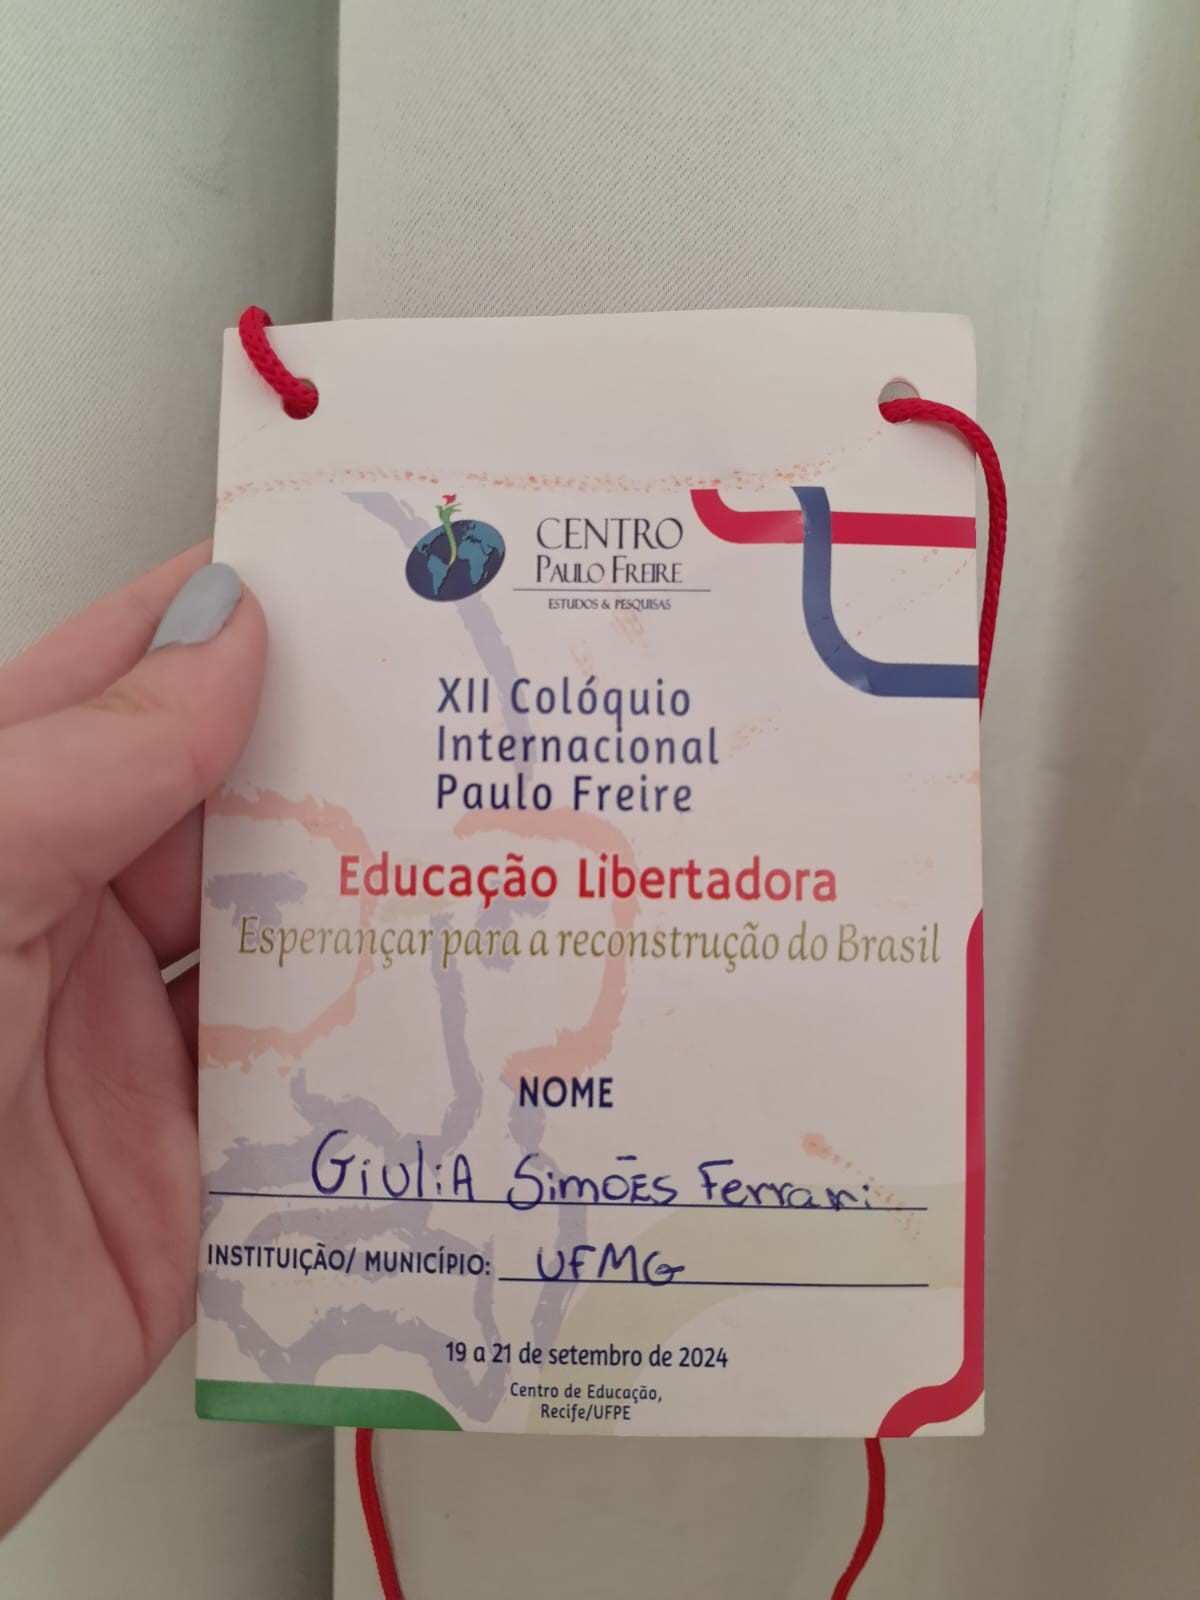 CENTRO
PAULO FREIRE
ESTUDOS & PESQUISAS
XII Colóquio
Internacional
Paulo Freire
Educação Libertadora
Esperançar para a reconstrução do Brasil
NOME
GiuliA Simões Ferrari
INSTITUIÇÃO/ MUNICÍPIO: UFMG
19 a 21 de setembro de 2024
Centro de Educação,
Recife/UFPE